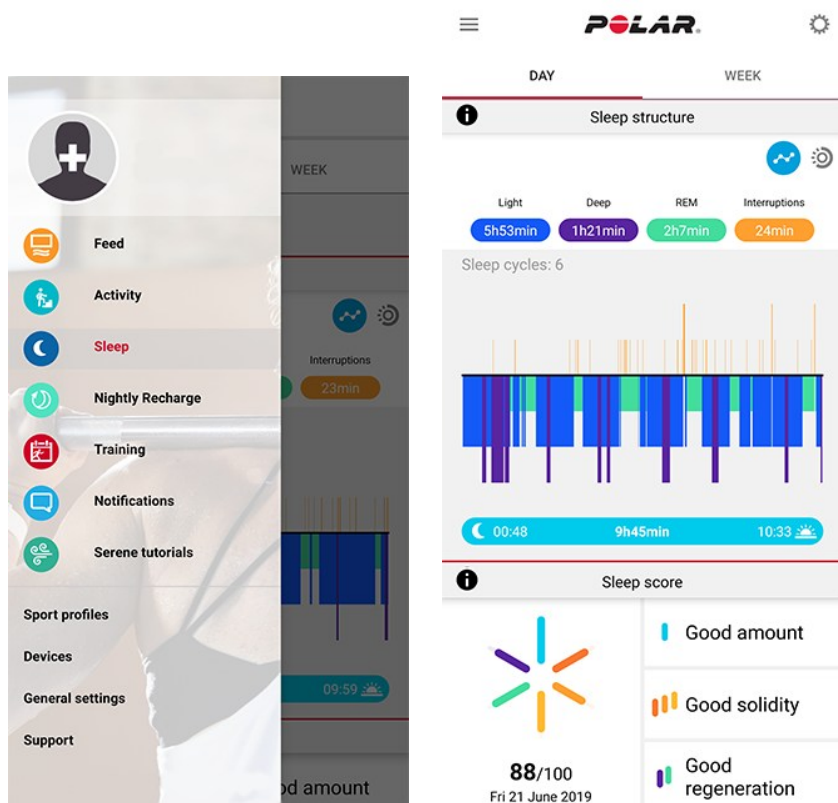 WEEK
Feed
Activity
Sleep
Nightly Recharge
Training
Notifications
Serene tutorials
Interruptions
23min
Sport profiles
Devices
General settings
Support
09:59
od amount
POLAR
DAY
WEEK
Sleep structure
Light
Deep
REM
Interruptions
5h53min
1h21min
2h7min
24min
Sleep cycles: 6
00:48
9h45min
10:33
Sleep score
Good amount
Good solidity
Good
regeneration
88/100
Fri 21 June 2019